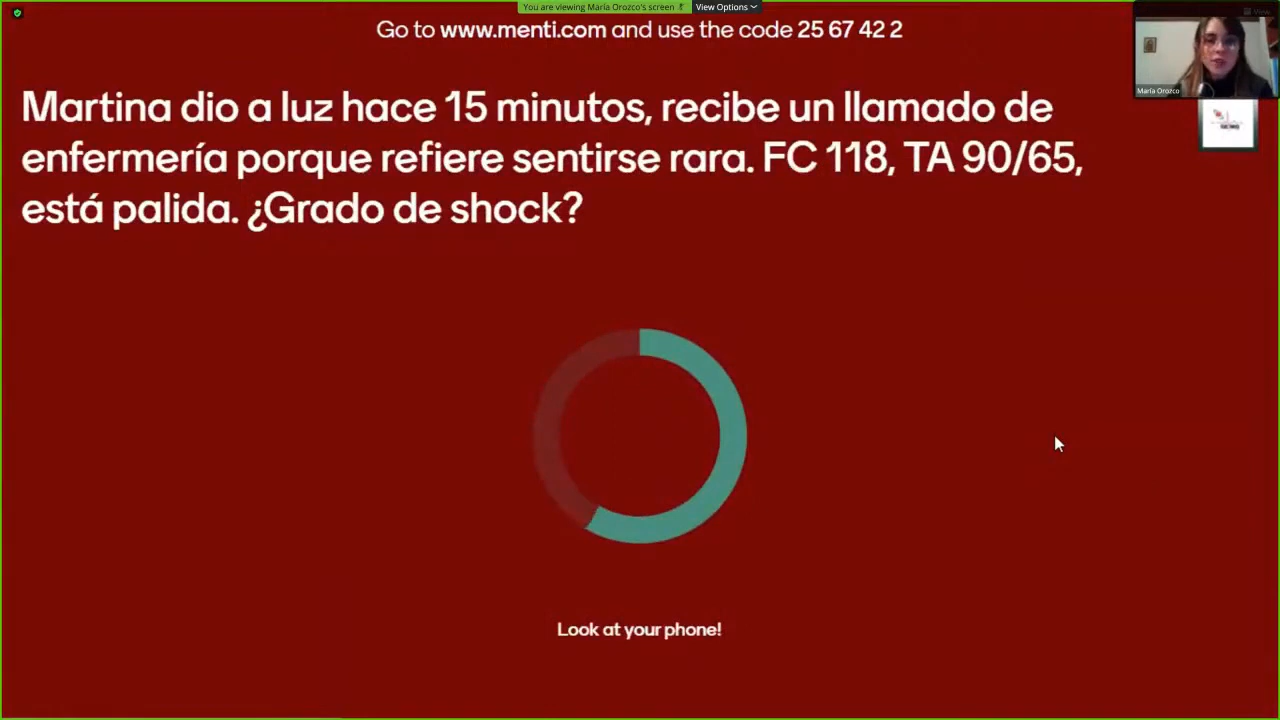 You are viewing María Orozco's screen
View Options
View
Go to www.menti.com and use the code 25 67 42 2
María Orozco
Martina dio a luz hace 15 minutos, recibe un llamado de
enfermería porque refiere sentirse rara. FC 118, TA 90/65,
está palida. ¿Grado de shock?
Look at your phone!